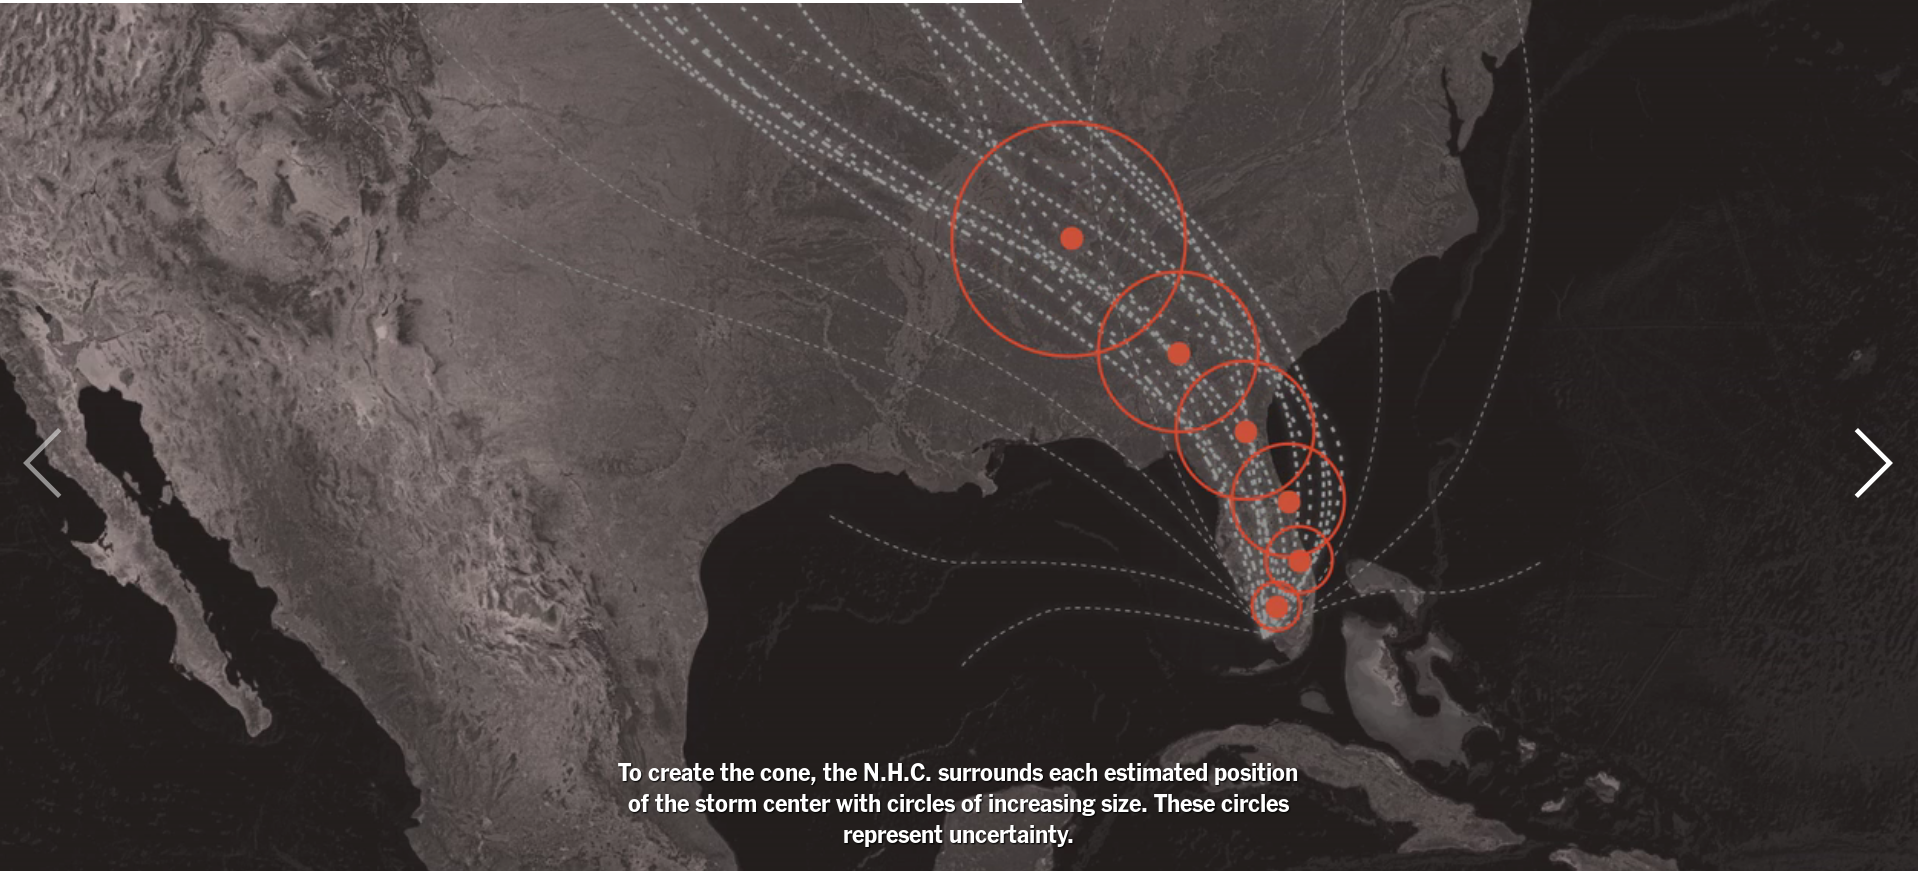 To create the cone, the N.H.C. surrounds each estimated position
of the storm center with circles of increasing size. These circles
represent uncertainty.